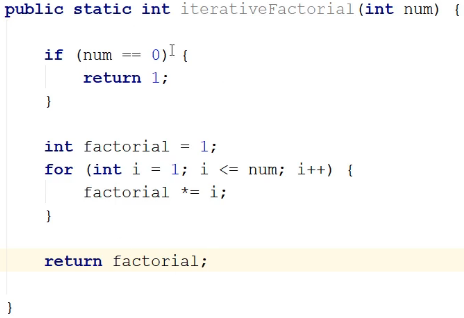 public static int iterativeFactorial(int num) {
if (num == 0) {
return 1;
}
int factorial = 1;
for (int i = 1; i <= num; i++) {
factorial *= i;
}
return factorial;
}